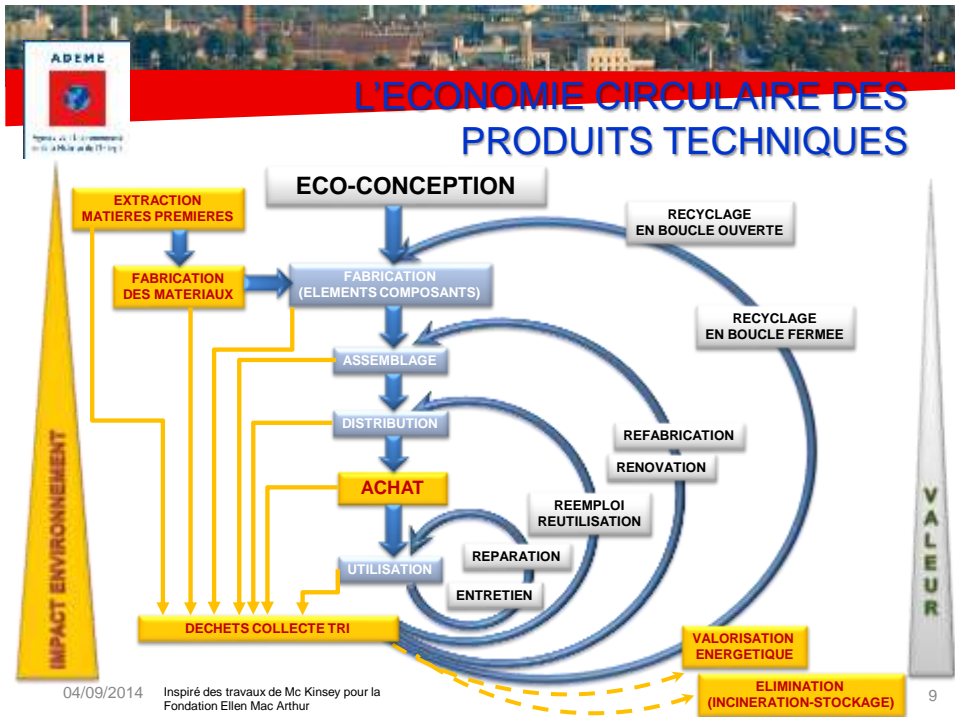 ADEME
L'ECONOMIE CIRCULAIRE DES
PRODUITS TECHNIQUES
ECO-CONCEPTION
EXTRACTION
MATIERES PREMIERES
RECYCLAGE
EN BOUCLE OUVERTE
FABRICATION
DES MATERIAUX
FABRICATION
(ELEMENTS COMPOSANTS)
RECYCLAGE
EN BOUCLE FERMEE
ASSEMBLAGE
DISTRIBUTION
REFABRICATION
RENOVATION
ACHAT
REEMPLOI
REUTILISATION
REPARATION
UTILISATION
ENTRETIEN
DECHETS COLLECTE TRI
VALORISATION
ENERGETIQUE
ELIMINATION
(INCINERATION-STOCKAGE)
IMPACT ENVIRONNEMENT
VALEUR
04/09/2014
Inspiré des travaux de Mc Kinsey pour la
Fondation Ellen Mac Arthur
9